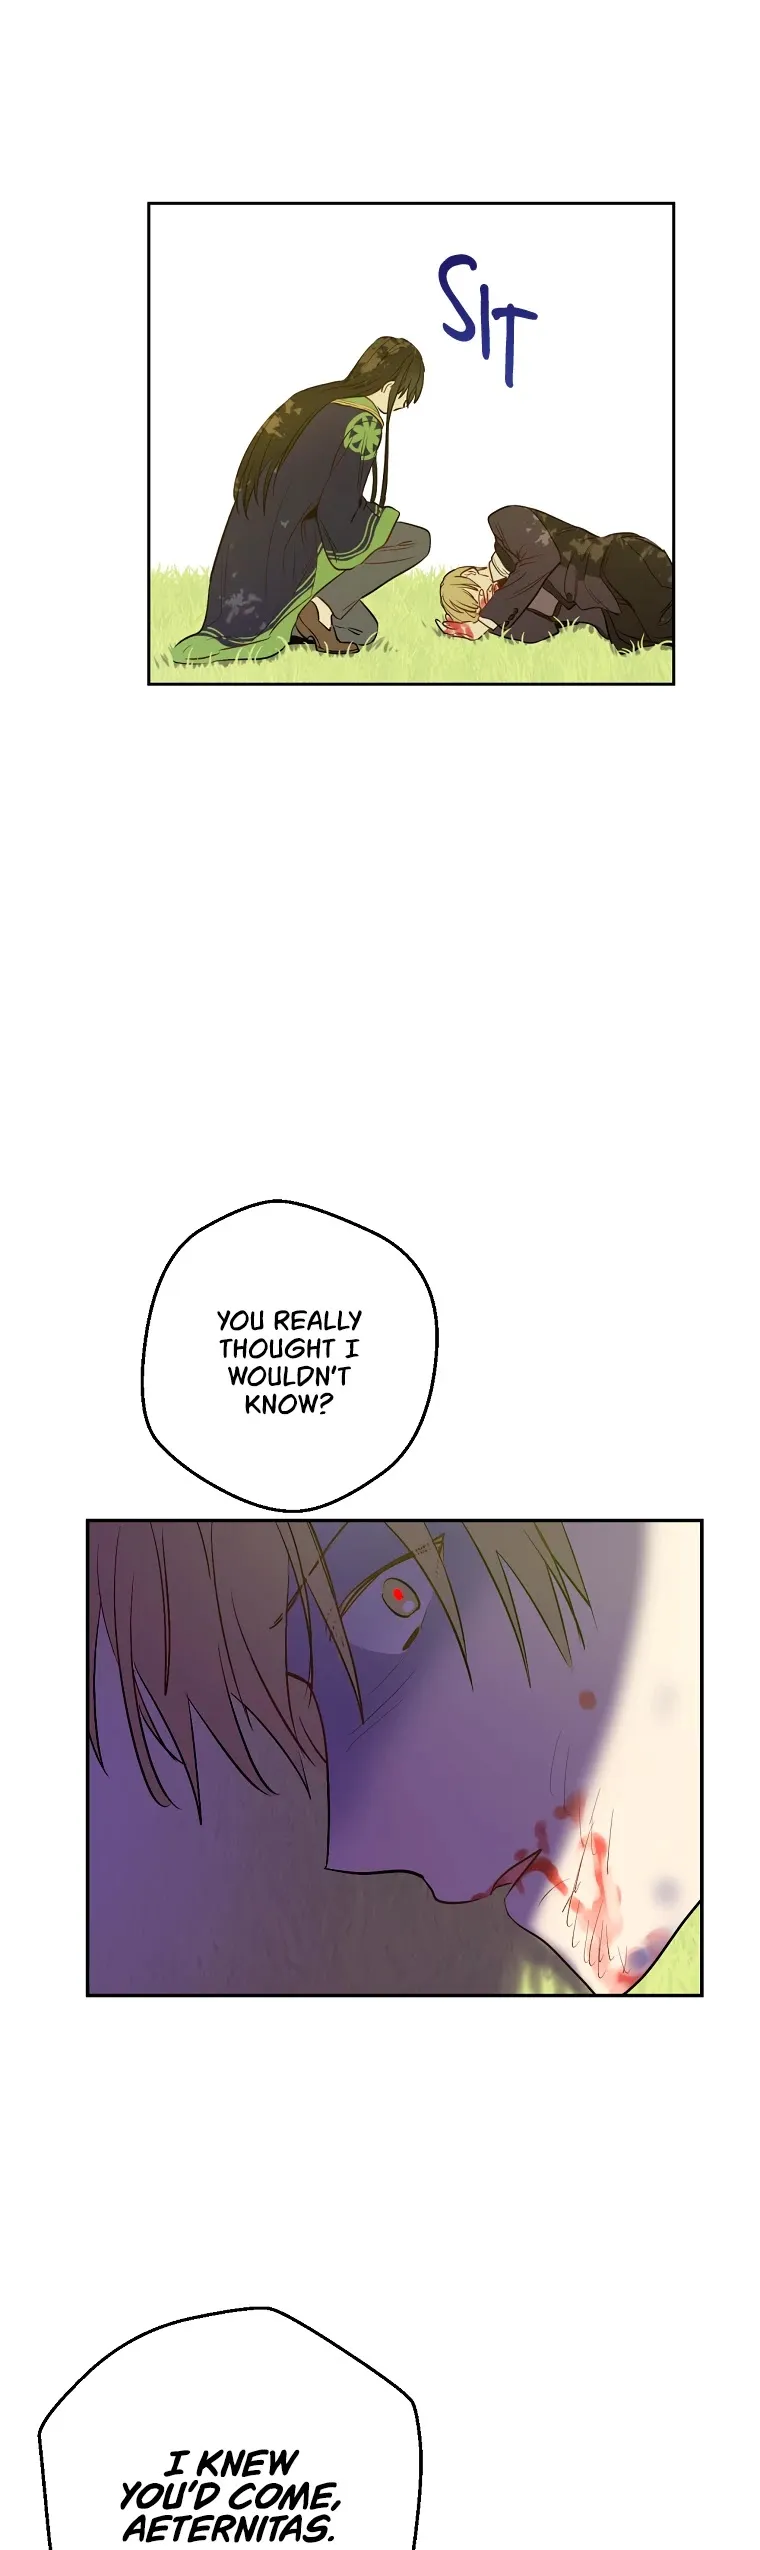 SIT
YOU REALLY
THOUGHT I
WOULDN'T
KNOW?
I KNEW
YOU'D COME,
AETERNITAS.